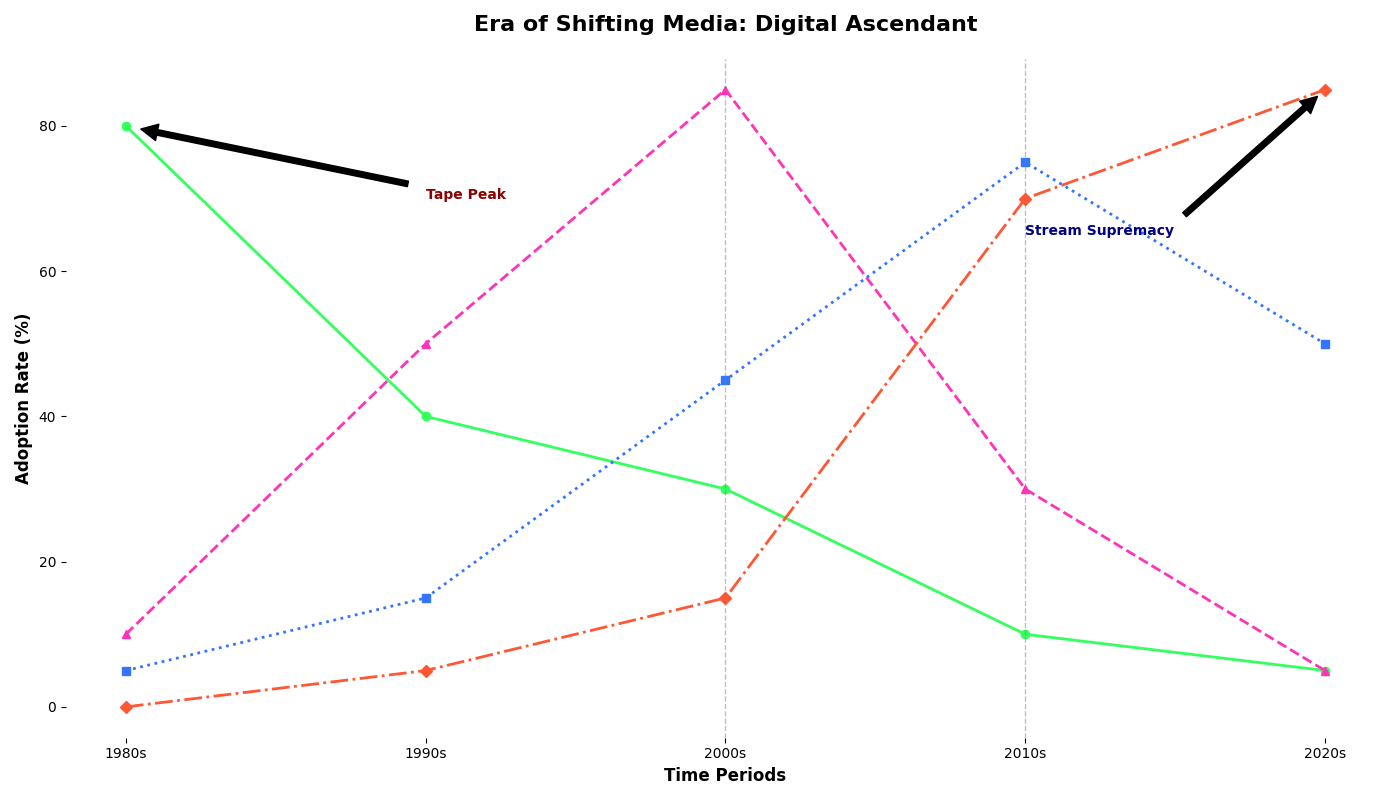 Era of Shifting Media: Digital Ascendant
Adoption Rate (%)
80
60
40
20
0
Tape Peak
Stream Supremacy
1980s 1990s 2000s 2010s 2020s
Time Periods